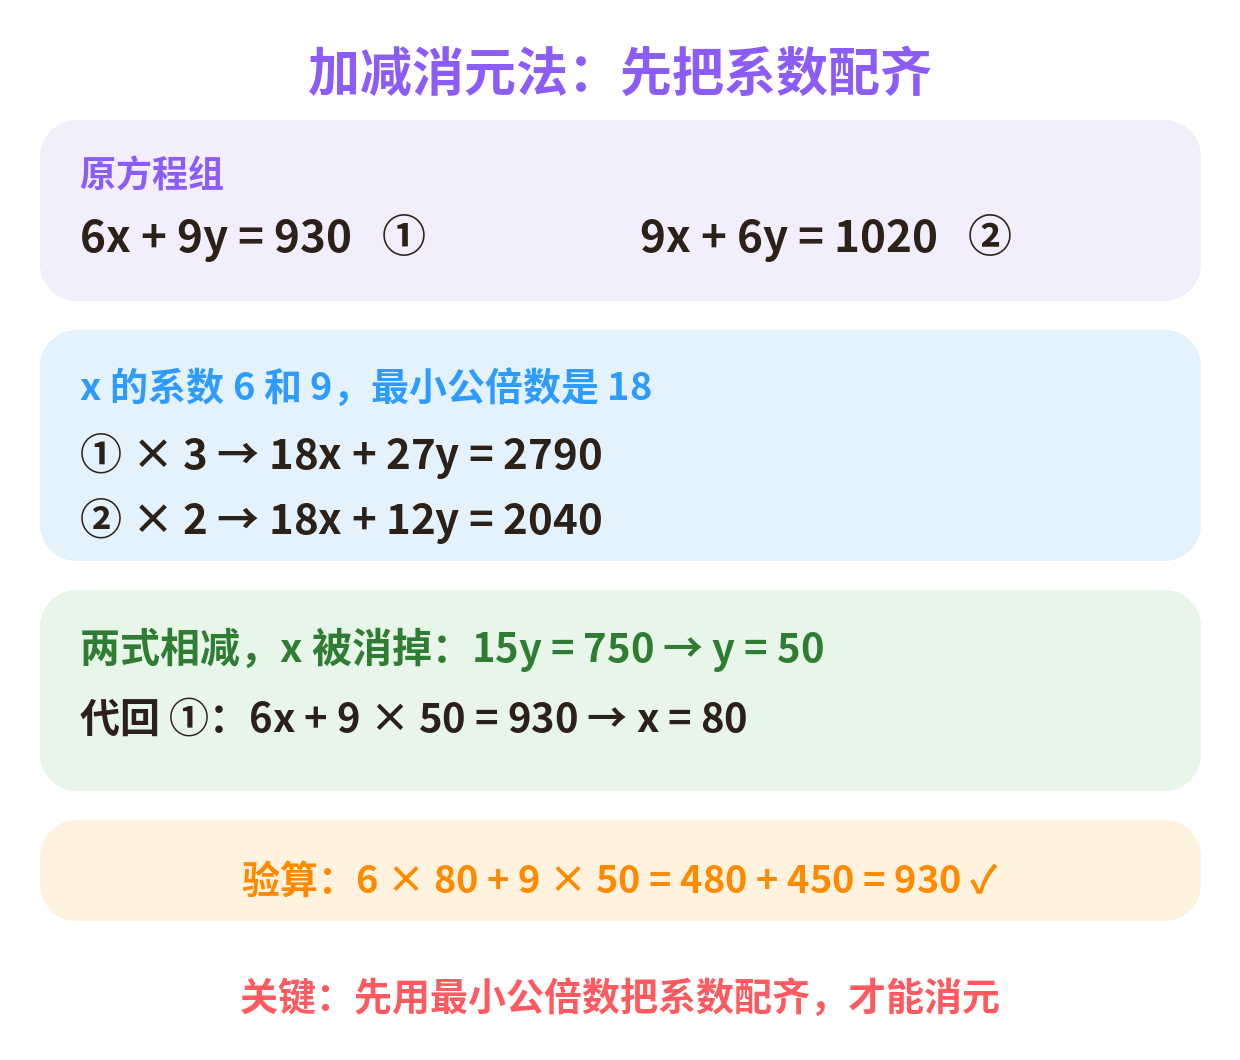 加减消元法：先把系数配齐
原方程组
6x + 9y = 930 ① 9x + 6y = 1020 ②
x 的系数 6 和 9，最小公倍数是 18
① × 3 → 18x + 27y = 2790
② × 2 → 18x + 12y = 2040
两式相减，x 被消掉：15y = 750 → y = 50
代回 ①：6x + 9 × 50 = 930 → x = 80
验算：6 × 80 + 9 × 50 = 480 + 450 = 930 ✓
关键：先用最小公倍数把系数配齐，才能消元